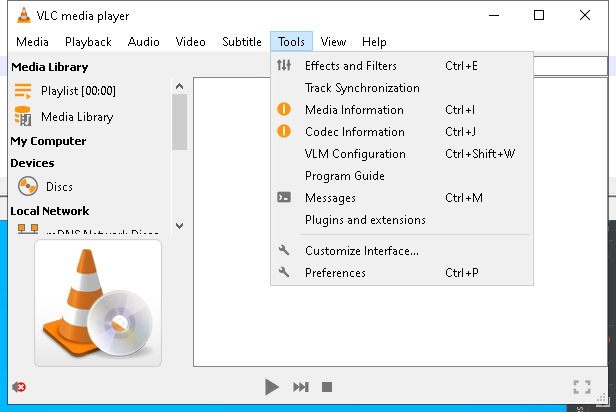 VLC media player
Media Playback Audio Video Subtitle Tools View Help
Media Library
Playlist [00:00]
Media Library
My Computer
Devices
Discs
Local Network
mDNS Network Disco
Effects and Filters Ctrl+E
Track Synchronization
Media Information Ctrl+I
Codec Information Ctrl+J
VLM Configuration Ctrl+Shift+W
Program Guide
Messages Ctrl+M
Plugins and extensions
Customize Interface...
Preferences Ctrl+P